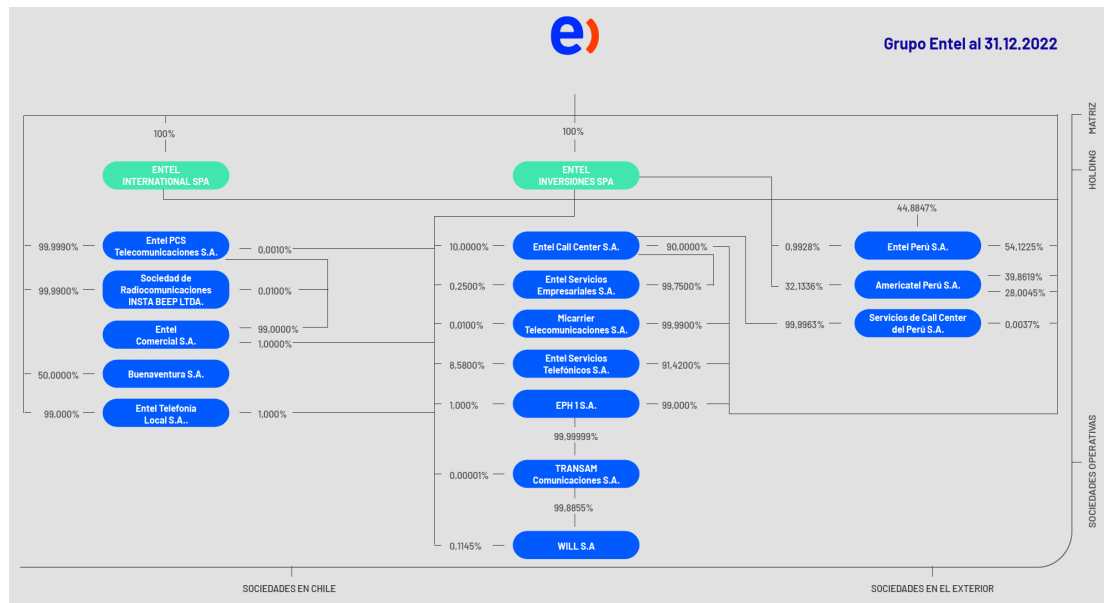 e)
Grupo Entel al 31.12.2022
MATRIZ
HOLDING
SOCIEDADES OPERATIVAS
100%
100%
ENTEL
INTERNATIONAL SPA
ENTEL
INVERSIONES SPA
44,8847%
99,9990%
Entel PCS
Telecomunicaciones S.A.
0,0010%
10,0000%
Entel Call Center S.A.
90,0000%
0,9928%
Entel Perú S.A.
54,1225%
99,9900%
Sociedad de
Radiocomunicaciones
INSTA BEEP LTDA.
0,0100%
0,2500%
Entel Servicios
Empresariales S.A.
99,7500%
32,1336%
Americatel Perú S.A.
39,8619%
28,0045%
Entel
Comercial S.A.
99,0000%
1,0000%
0,0100%
Micarrier
Telecomunicaciones S.A.
99,9900%
99,9963%
Servicios de Call Center
del Perú S.A.
0,0037%
50,0000%
Buenaventura S.A.
8,5800%
Entel Servicios
Telefónicos S.A.
91,4200%
99,000%
Entel Telefonía
Local S.A..
1,000%
1,000%
EPH 1 S.A.
99,000%
99,99999%
0,00001%
TRANSAM
Comunicaciones S.A.
99,8855%
0,1145%
WILL S.A
SOCIEDADES EN CHILE
SOCIEDADES EN EL EXTERIOR